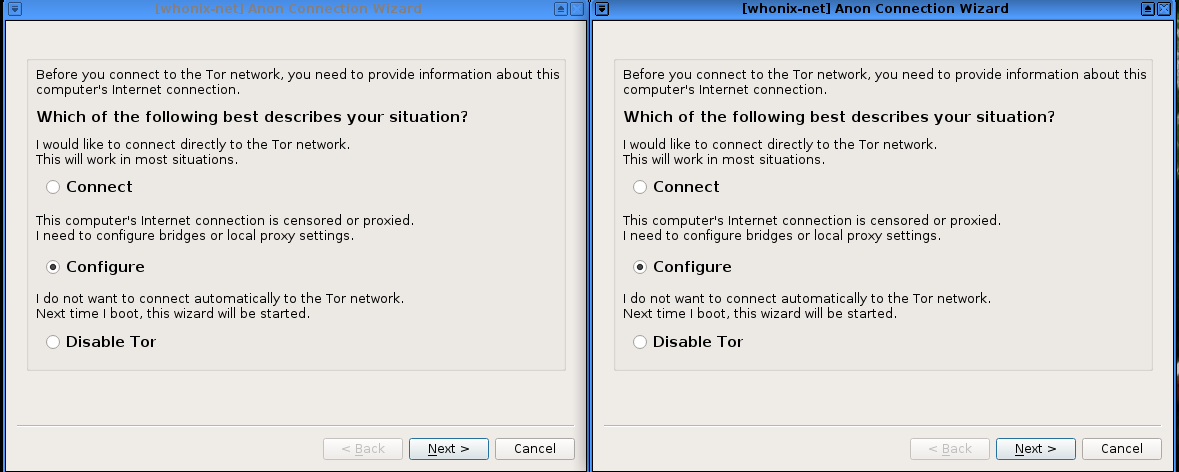 [whonix-net] Anon Connection Wizard
Before you connect to the Tor network, you need to provide information about this
computer's Internet connection.
Which of the following best describes your situation?
I would like to connect directly to the Tor network.
This will work in most situations.
Connect
This computer's Internet connection is censored or proxied.
I need to configure bridges or local proxy settings.
Configure
I do not want to connect automatically to the Tor network.
Next time I boot, this wizard will be started.
Disable Tor
< Back
Next >
Cancel
[whonix-net] Anon Connection Wizard
Before you connect to the Tor network, you need to provide information about this
computer's Internet connection.
Which of the following best describes your situation?
I would like to connect directly to the Tor network.
This will work in most situations.
Connect
This computer's Internet connection is censored or proxied.
I need to configure bridges or local proxy settings.
Configure
I do not want to connect automatically to the Tor network.
Next time I boot, this wizard will be started.
Disable Tor
< Back
Next >
Cancel